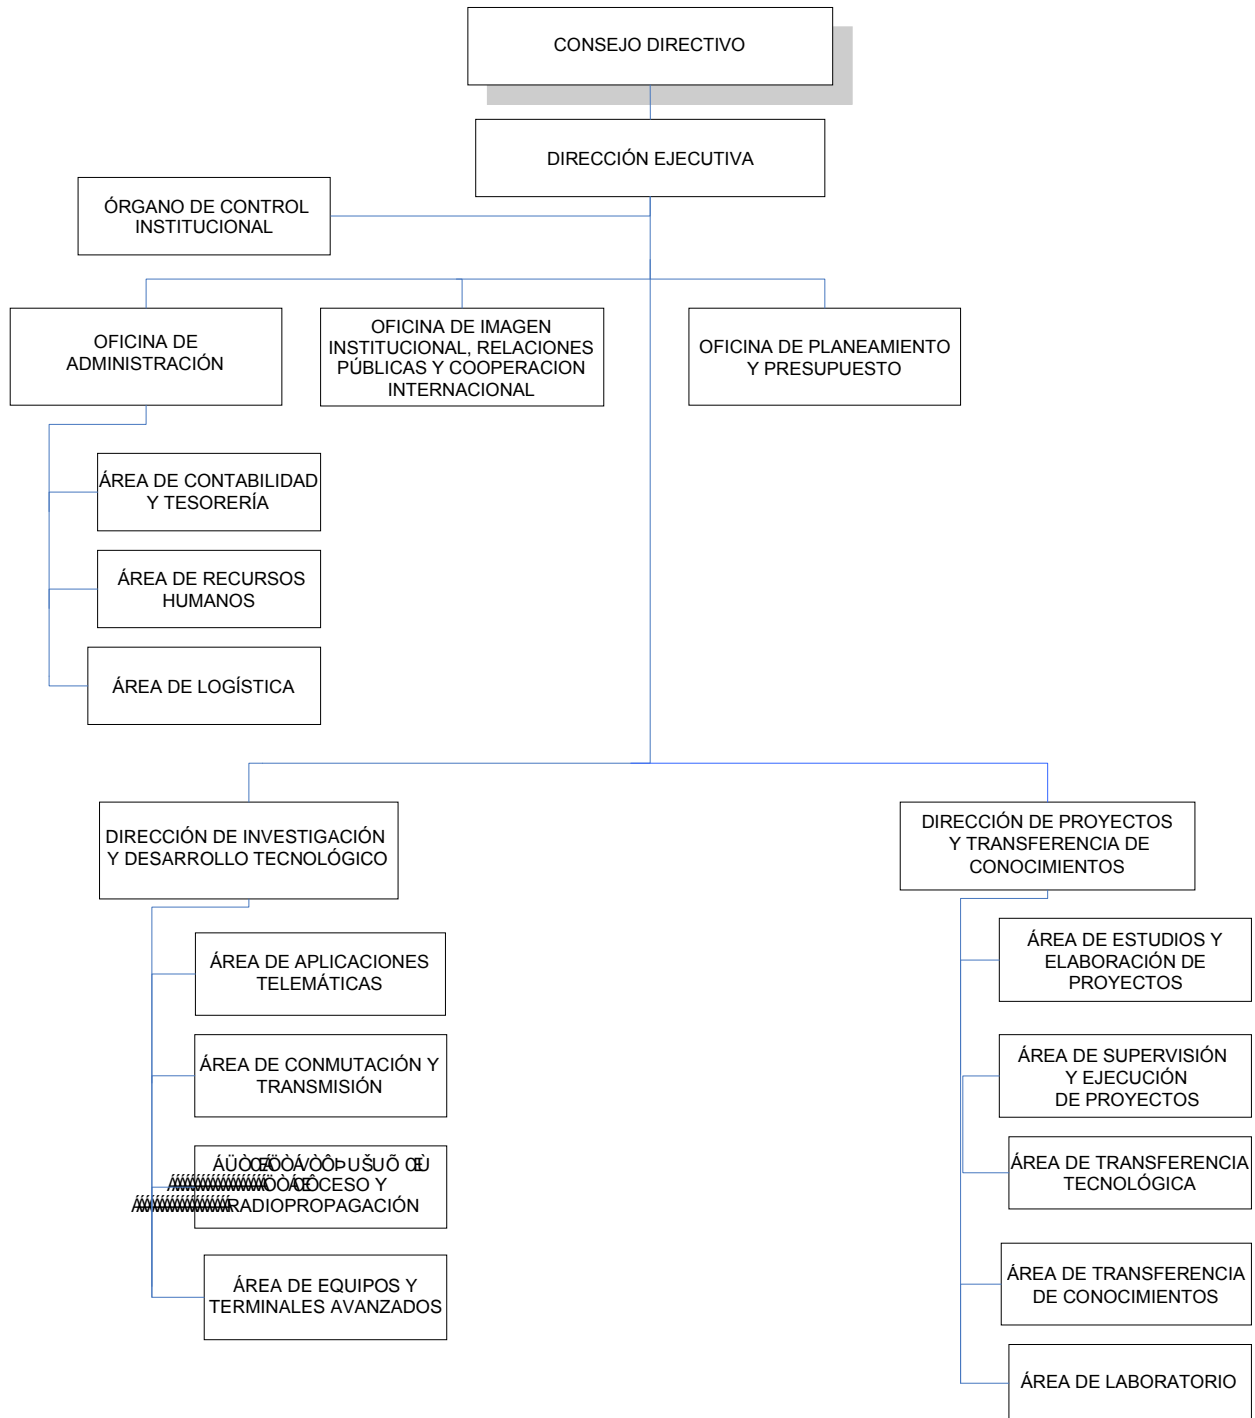 CONSEJO DIRECTIVO
DIRECCIÓN EJECUTIVA
ÓRGANO DE CONTROL
INSTITUCIONAL
OFICINA DE
ADMINISTRACIÓN
OFICINA DE IMAGEN
INSTITUCIONAL, RELACIONES
PÚBLICAS Y COOPERACION
INTERNACIONAL
OFICINA DE PLANEAMIENTO
Y PRESUPUESTO
ÁREA DE CONTABILIDAD
Y TESORERÍA
ÁREA DE RECURSOS
HUMANOS
ÁREA DE LOGÍSTICA
DIRECCIÓN DE INVESTIGACIÓN
Y DESARROLLO TECNOLÓGICO
ÁREA DE APLICACIONES
TELEMÁTICAS
ÁREA DE CONMUTACIÓN Y
TRANSMISIÓN
Y
RADIOPROPAGACIÓN
ÁREA DE EQUIPOS Y
TERMINALES AVANZADOS
DIRECCIÓN DE PROYECTOS
Y TRANSFERENCIA DE
CONOCIMIENTOS
ÁREA DE ESTUDIOS Y
ELABORACIÓN DE
PROYECTOS
ÁREA DE SUPERVISIÓN
Y EJECUCIÓN
DE PROYECTOS
ÁREA DE TRANSFERENCIA
TECNOLÓGICA
ÁREA DE TRANSFERENCIA
DE CONOCIMIENTOS
ÁREA DE LABORATORIO